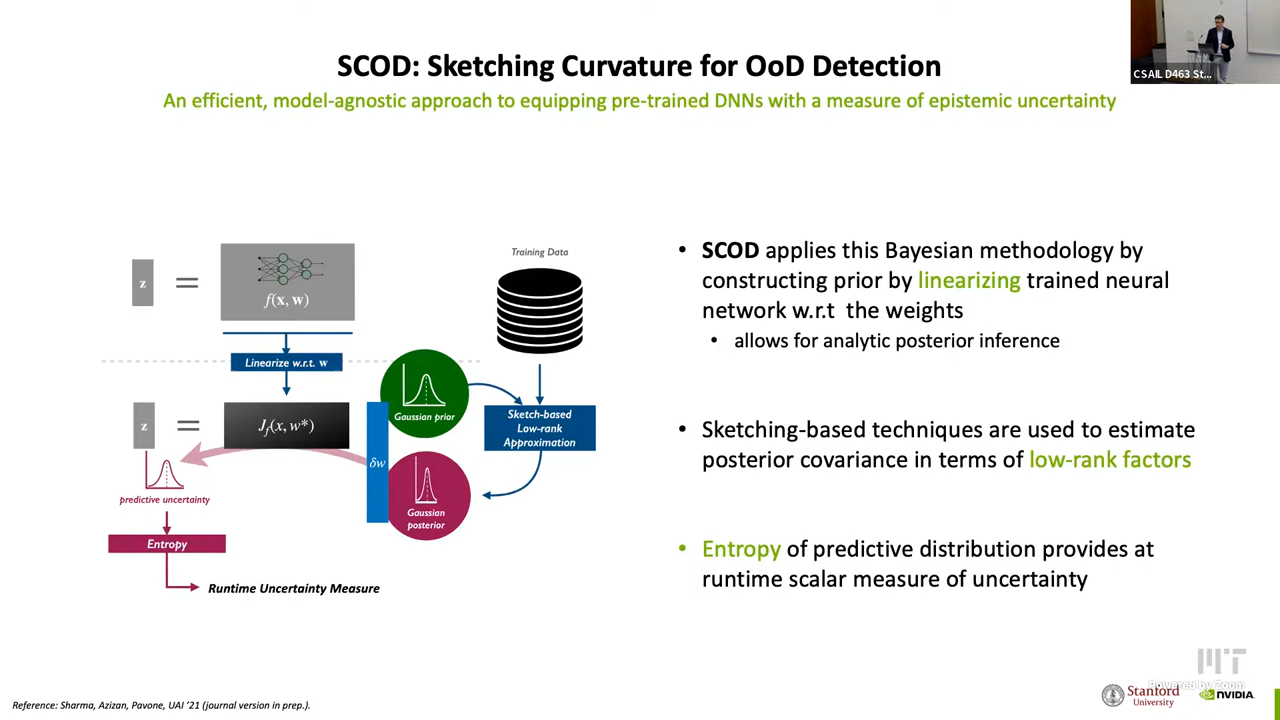 SCOD: Sketching Curvature for OoD Detection
An efficient, model-agnostic approach to equipping pre-trained DNNs with a measure of epistemic uncertainty
CSAIL D463 St...
z
=
f(x, w)
Linearize w.r.t. w
z
=
J_f(x, w*)
δw
Gaussian prior
Training Data
Sketch-based
Low-rank
Approximation
Gaussian
posterior
predictive uncertainty
Entropy
Runtime Uncertainty Measure
• SCOD applies this Bayesian methodology by
constructing prior by linearizing trained neural
network w.r.t the weights
• allows for analytic posterior inference
• Sketching-based techniques are used to estimate
posterior covariance in terms of low-rank factors
• Entropy of predictive distribution provides at
runtime scalar measure of uncertainty
Reference: Sharma, Azizan, Pavone, UAI '21 (journal version in prep.).
MIT
Powered by Zoom
Stanford
University
NVIDIA.